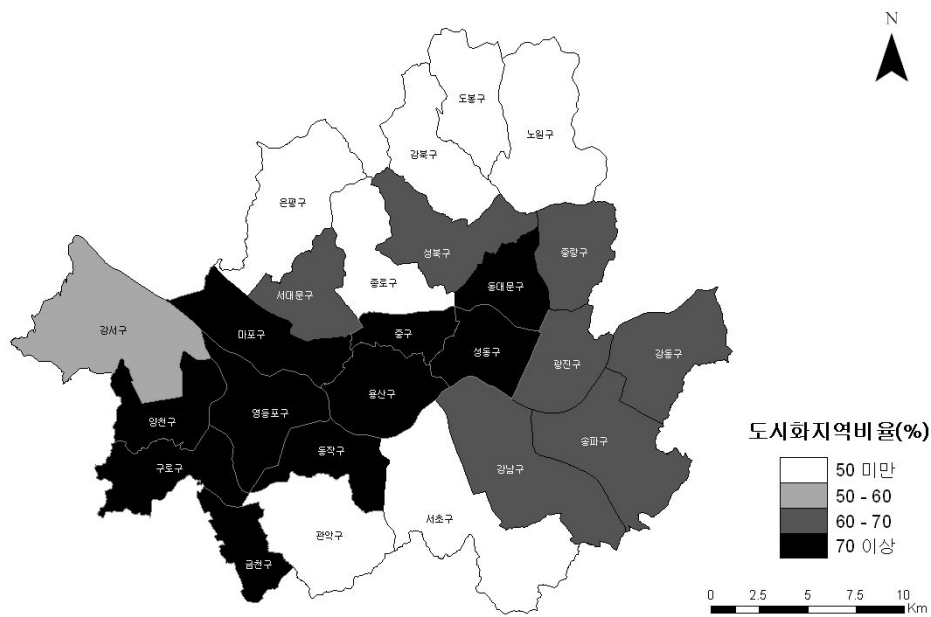 N
도봉구
노원구
강북구
은평구
성북구
중랑구
종로구
동대문구
서대문구
강서구
마포구
중구
성동구
광진구
강동구
용산구
양천구
영등포구
송파구
동작구
구로구
강남구
서초구
관악구
금천구
도시화지역비율(%)
50 미만
50 - 60
60 - 70
70 이상
0 2.5 5 7.5 10
Km